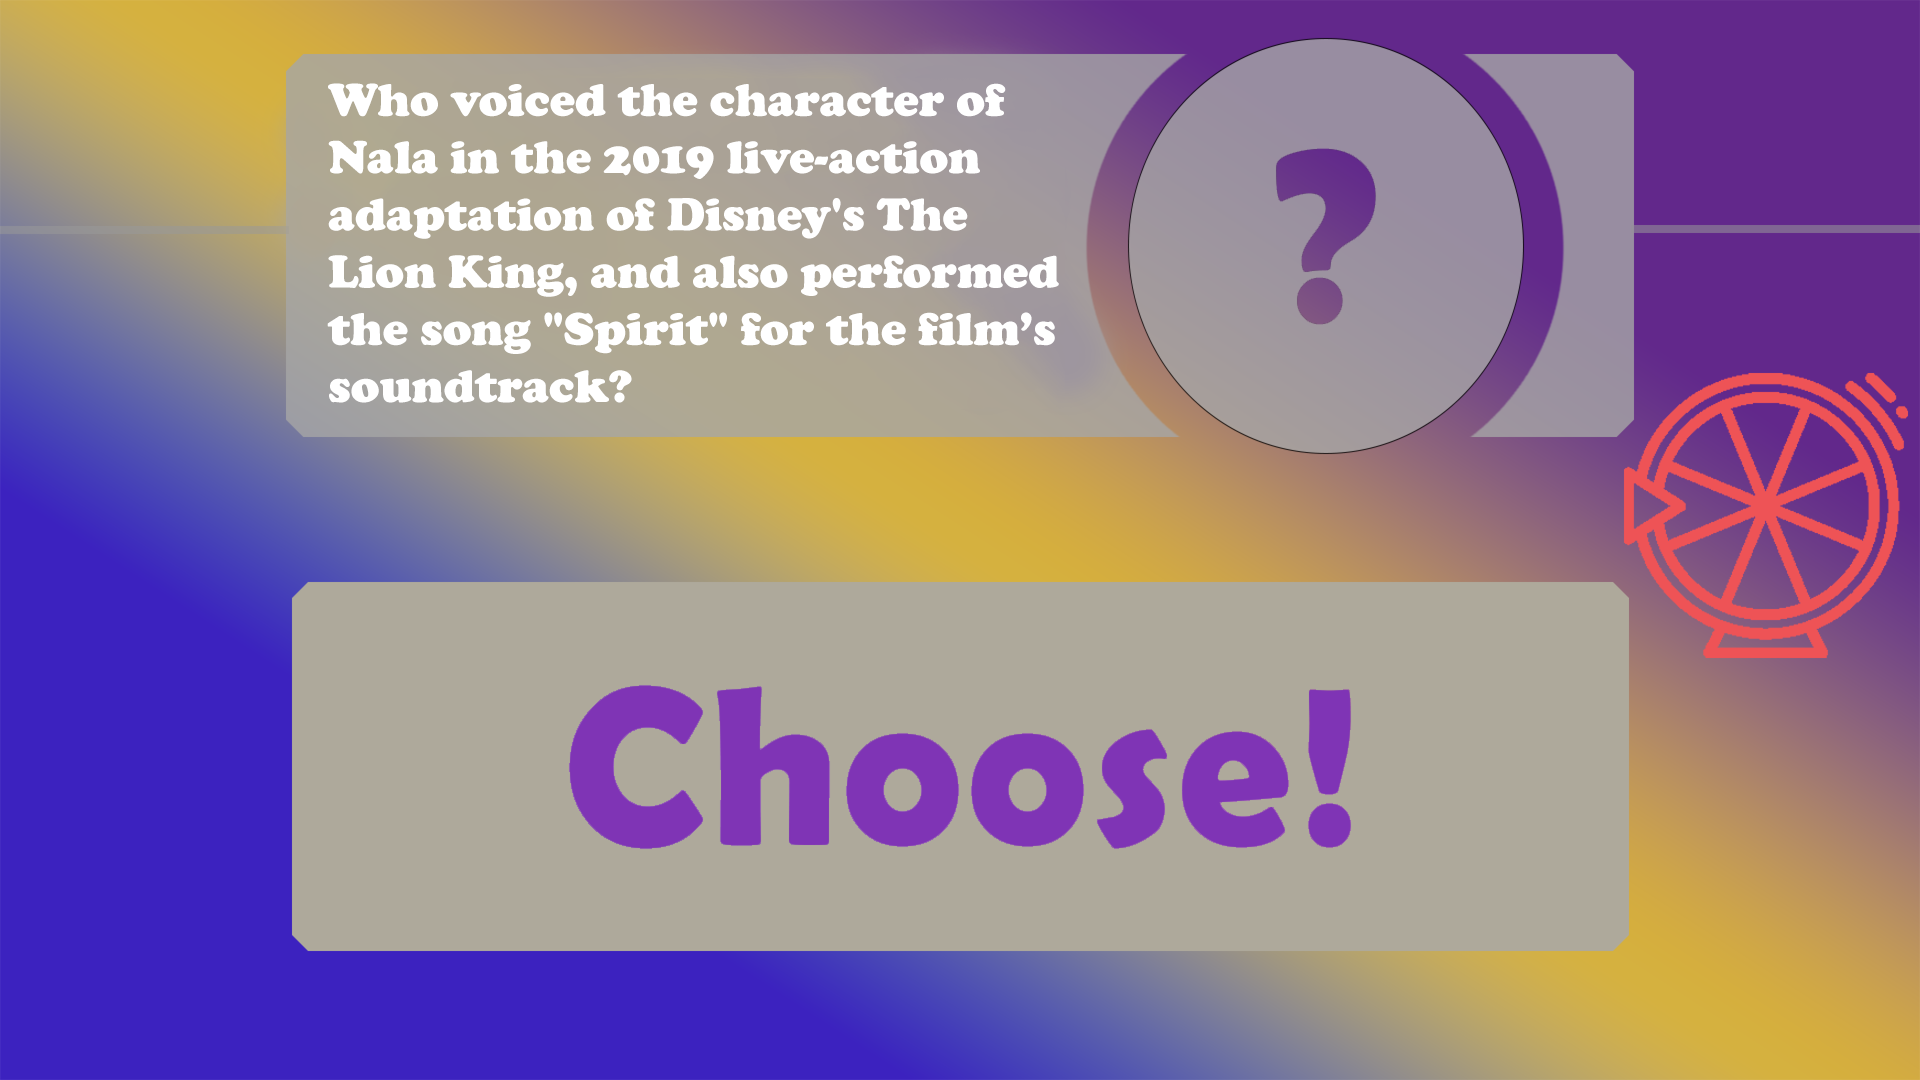 Who voiced the character of
Nala in the 2019 live-action
adaptation of Disney's The
Lion King, and also performed
the song "Spirit" for the film’s
soundtrack?
?
Choose!